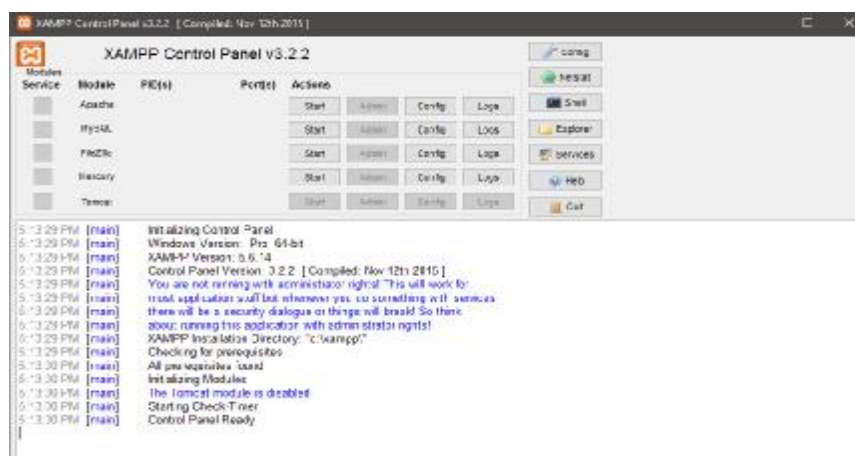 XAMPP Control Panel v3.2.2 [ Compiled: Nov 12th 2015 ]
XAMPP Control Panel v3.2.2
Config
Modules
Service Module PID(s) Port(s) Actions
Netstat
Apache Start Admin Config Logs
Shell
MySQL Start Admin Config Logs
Explorer
FileZilla Start Admin Config Logs
Services
Mercury Start Admin Config Logs
Help
Tomcat Start Admin Config Logs
Quit
[main] Initializing Control Panel
[main] Windows Version: Pro 64-bit
[main] XAMPP Version: 5.6.14
[main] Control Panel Version: 3.2.2 [ Compiled: Nov 12th 2015 ]
[main] You are not running with administrator rights! This will work for
[main] most application stuff but whenever you do something with services
[main] there will be a security dialogue or things will break! So think
[main] about running this application with administrator rights!
[main] XAMPP Installation Directory: "c:\xampp\"
[main] Checking for prerequisites
[main] All prerequisites found
[main] Initializing Modules
[main] The Tomcat module is disabled
[main] Starting Check-Timer
[main] Control Panel Ready